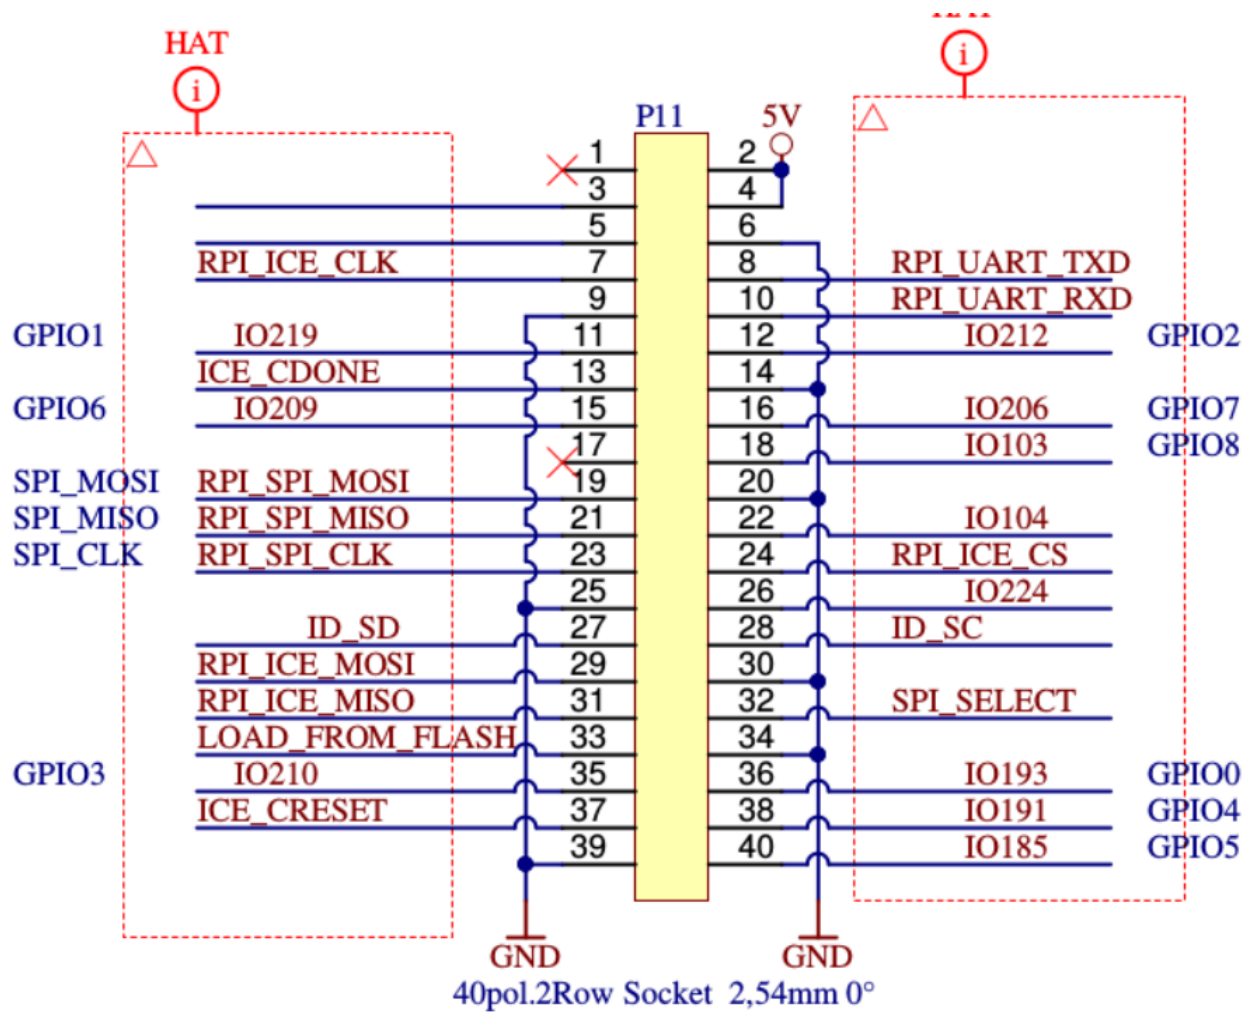 HAT
HAT
i
i
P11
5V
1 2
3 4
5 6
RPI_ICE_CLK 7 8 RPI_UART_TXD
9 10 RPI_UART_RXD
GPIO1 IO219 11 12 IO212 GPIO2
ICE_CDONE 13 14
GPIO6 IO209 15 16 IO206 GPIO7
17 18 IO103 GPIO8
SPI_MOSI RPI_SPI_MOSI 19 20
SPI_MISO RPI_SPI_MISO 21 22 IO104
SPI_CLK RPI_SPI_CLK 23 24 RPI_ICE_CS
25 26 IO224
ID_SD 27 28 ID_SC
RPI_ICE_MOSI 29 30
RPI_ICE_MISO 31 32 SPI_SELECT
LOAD_FROM_FLASH 33 34
GPIO3 IO210 35 36 IO193 GPIO0
ICE_CRESET 37 38 IO191 GPIO4
39 40 IO185 GPIO5
GND GND
40pol.2Row Socket 2,54mm 0°